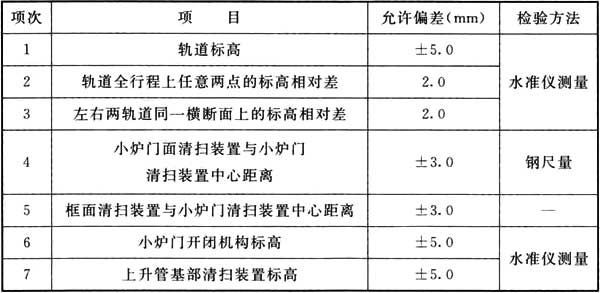 项次 项 目 允许偏差(mm) 检验方法
1 轨道标高 ±5.0
2 轨道全行程上任意两点的标高相对差 2.0 水准仪测量
3 左右两轨道同一横断面上的标高相对差 2.0
4 小炉门面清扫装置与小炉门
清扫装置中心距离 ±3.0 钢尺量
5 框面清扫装置与小炉门清扫装置中心距离 ±3.0 —
6 小炉门开闭机构标高 ±5.0 水准仪测量
7 上升管基部清扫装置标高 ±5.0